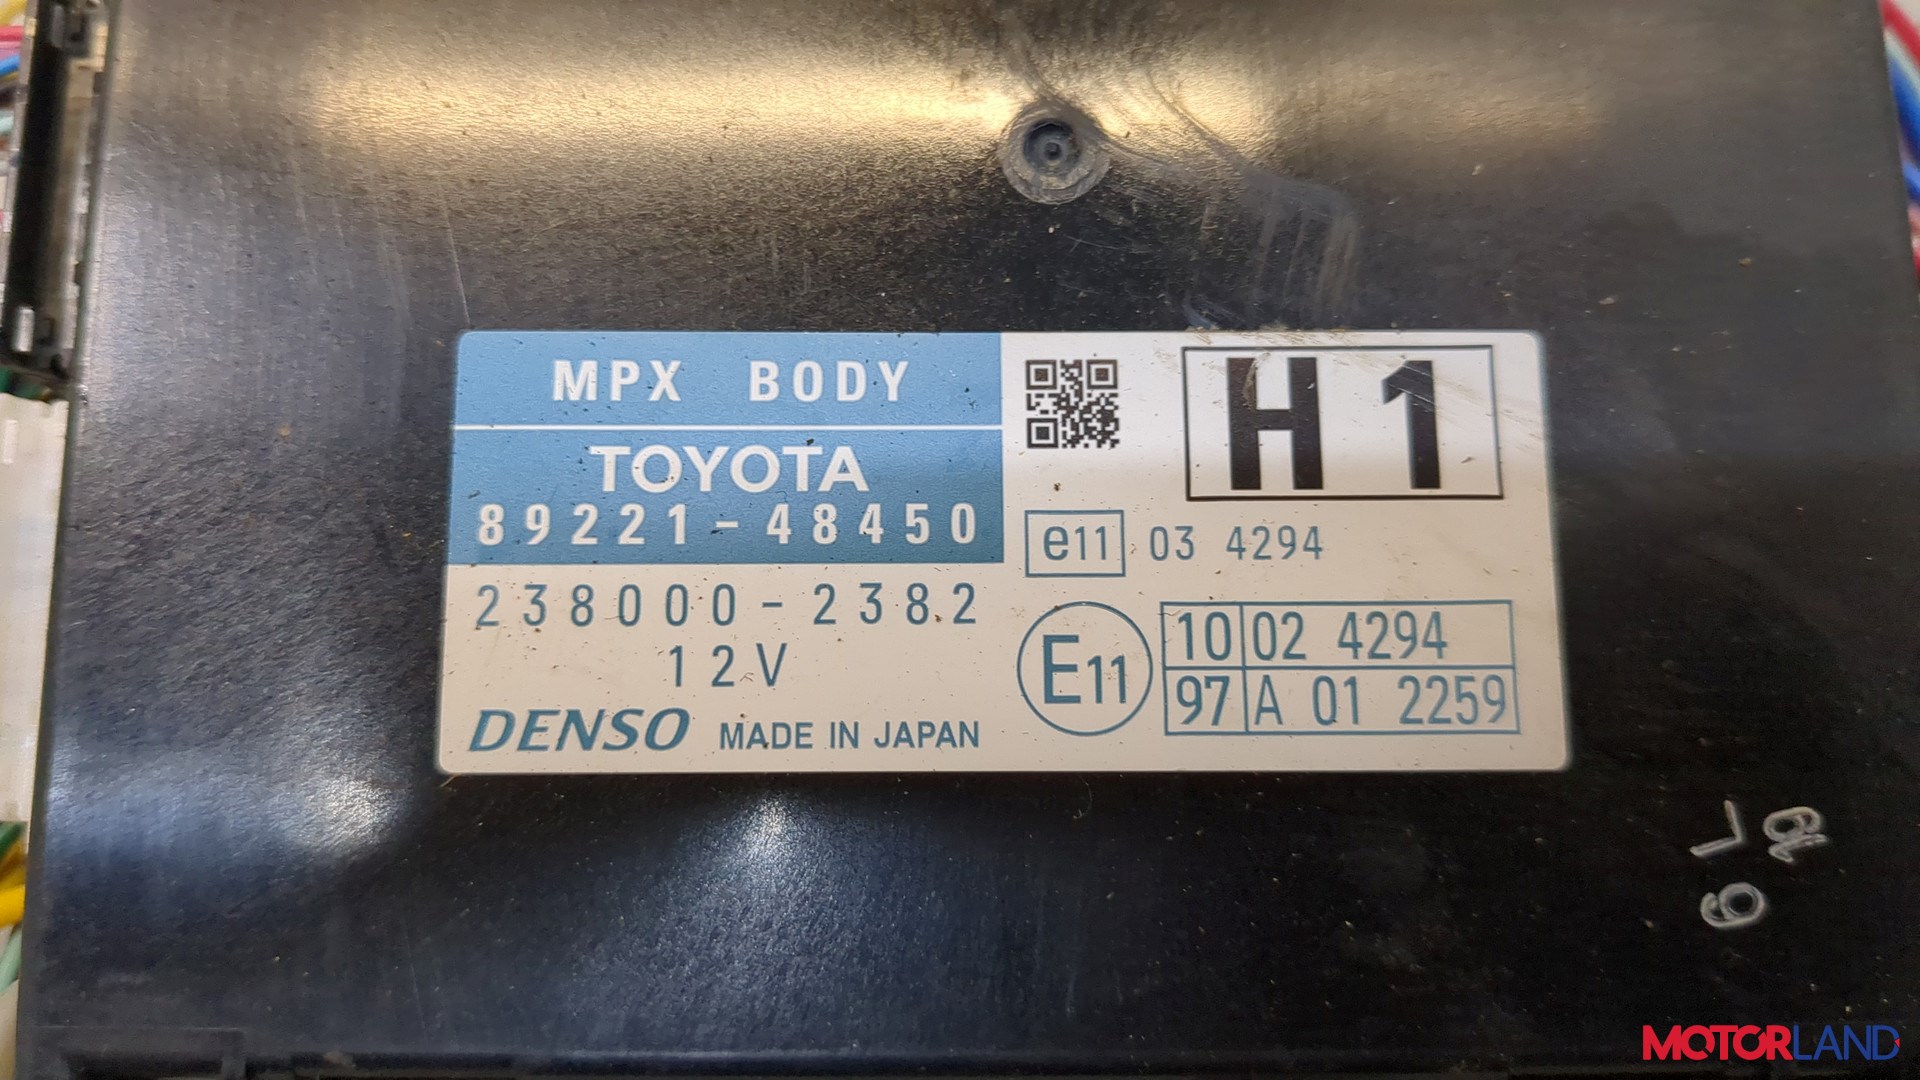 MPX BODY
TOYOTA
89221-48450
238000-2382
12V
DENSO MADE IN JAPAN
H1
e11 03 4294
E11
10 02 4294
97 A 01 2259
MOTORLAND